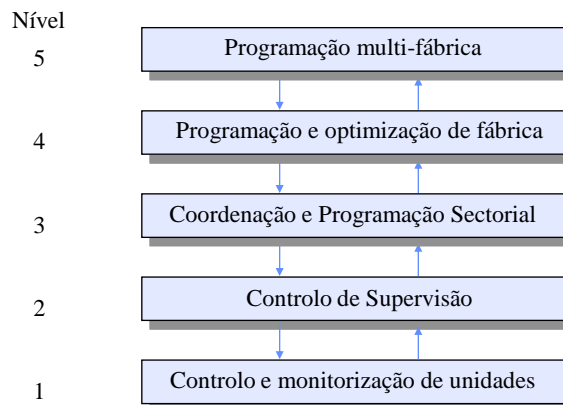 Nível
5 Programação multi-fábrica
4 Programação e optimização de fábrica
3 Coordenação e Programação Sectorial
2 Controlo de Supervisão
1 Controlo e monitorização de unidades